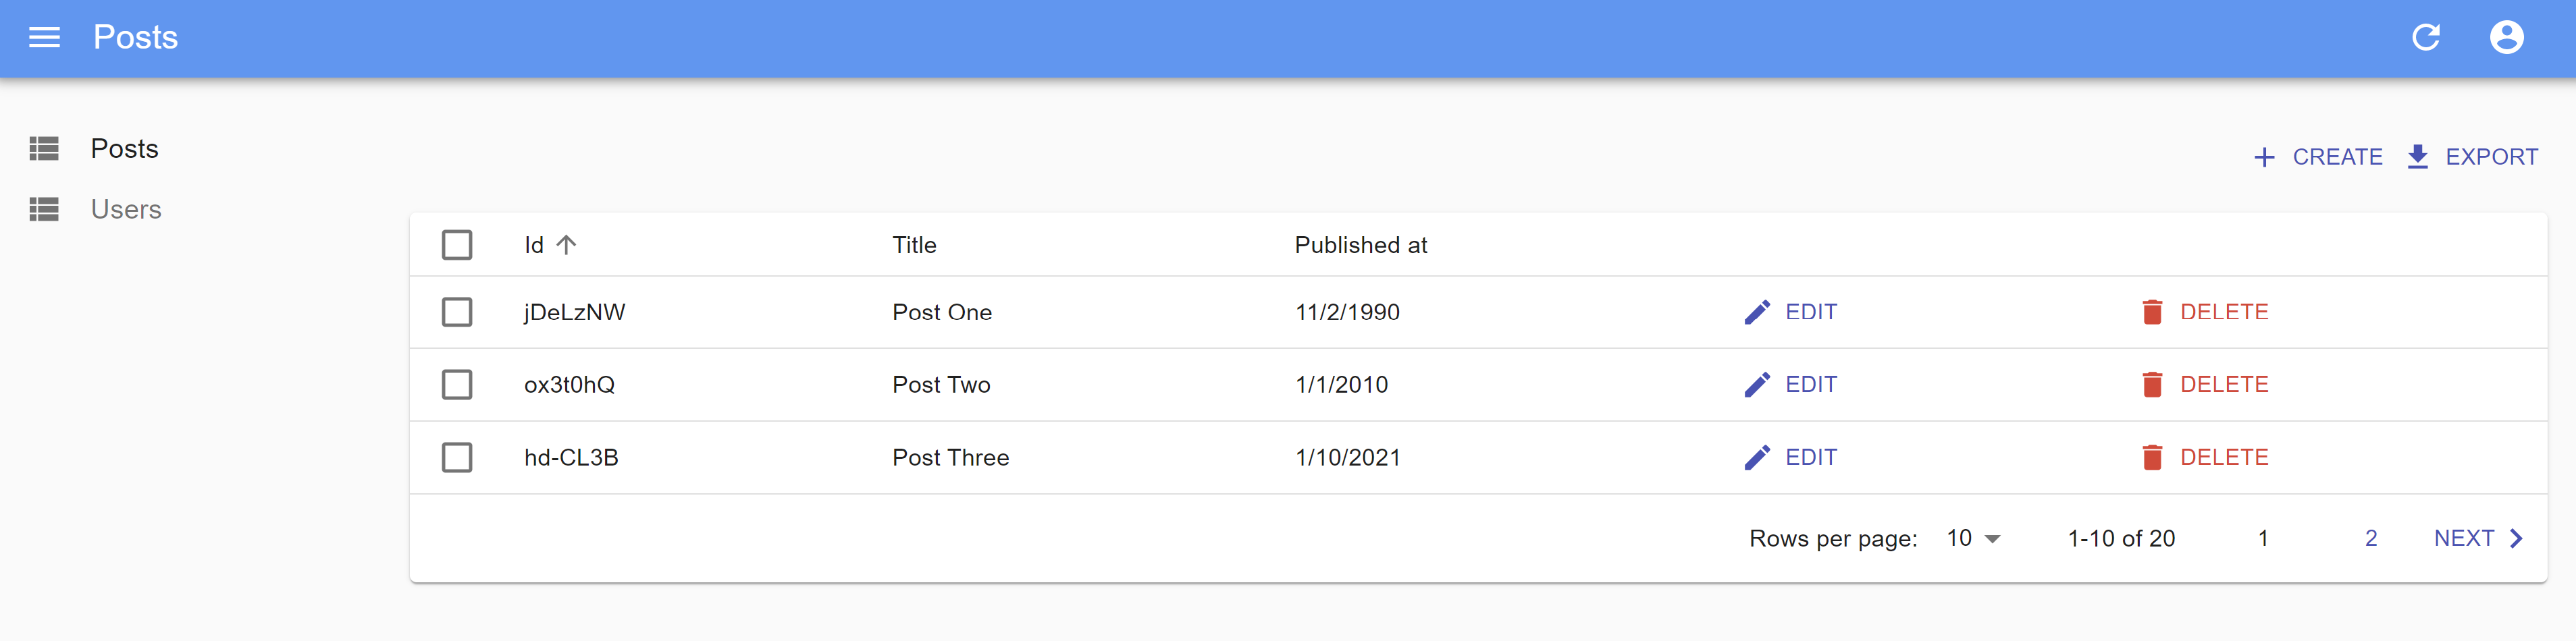 Posts
Posts
Users
CREATE EXPORT
Id Title Published at
jDeLzNW Post One 11/2/1990 EDIT DELETE
ox3t0hQ Post Two 1/1/2010 EDIT DELETE
hd-CL3B Post Three 1/10/2021 EDIT DELETE
Rows per page: 10 1-10 of 20 1 2 NEXT